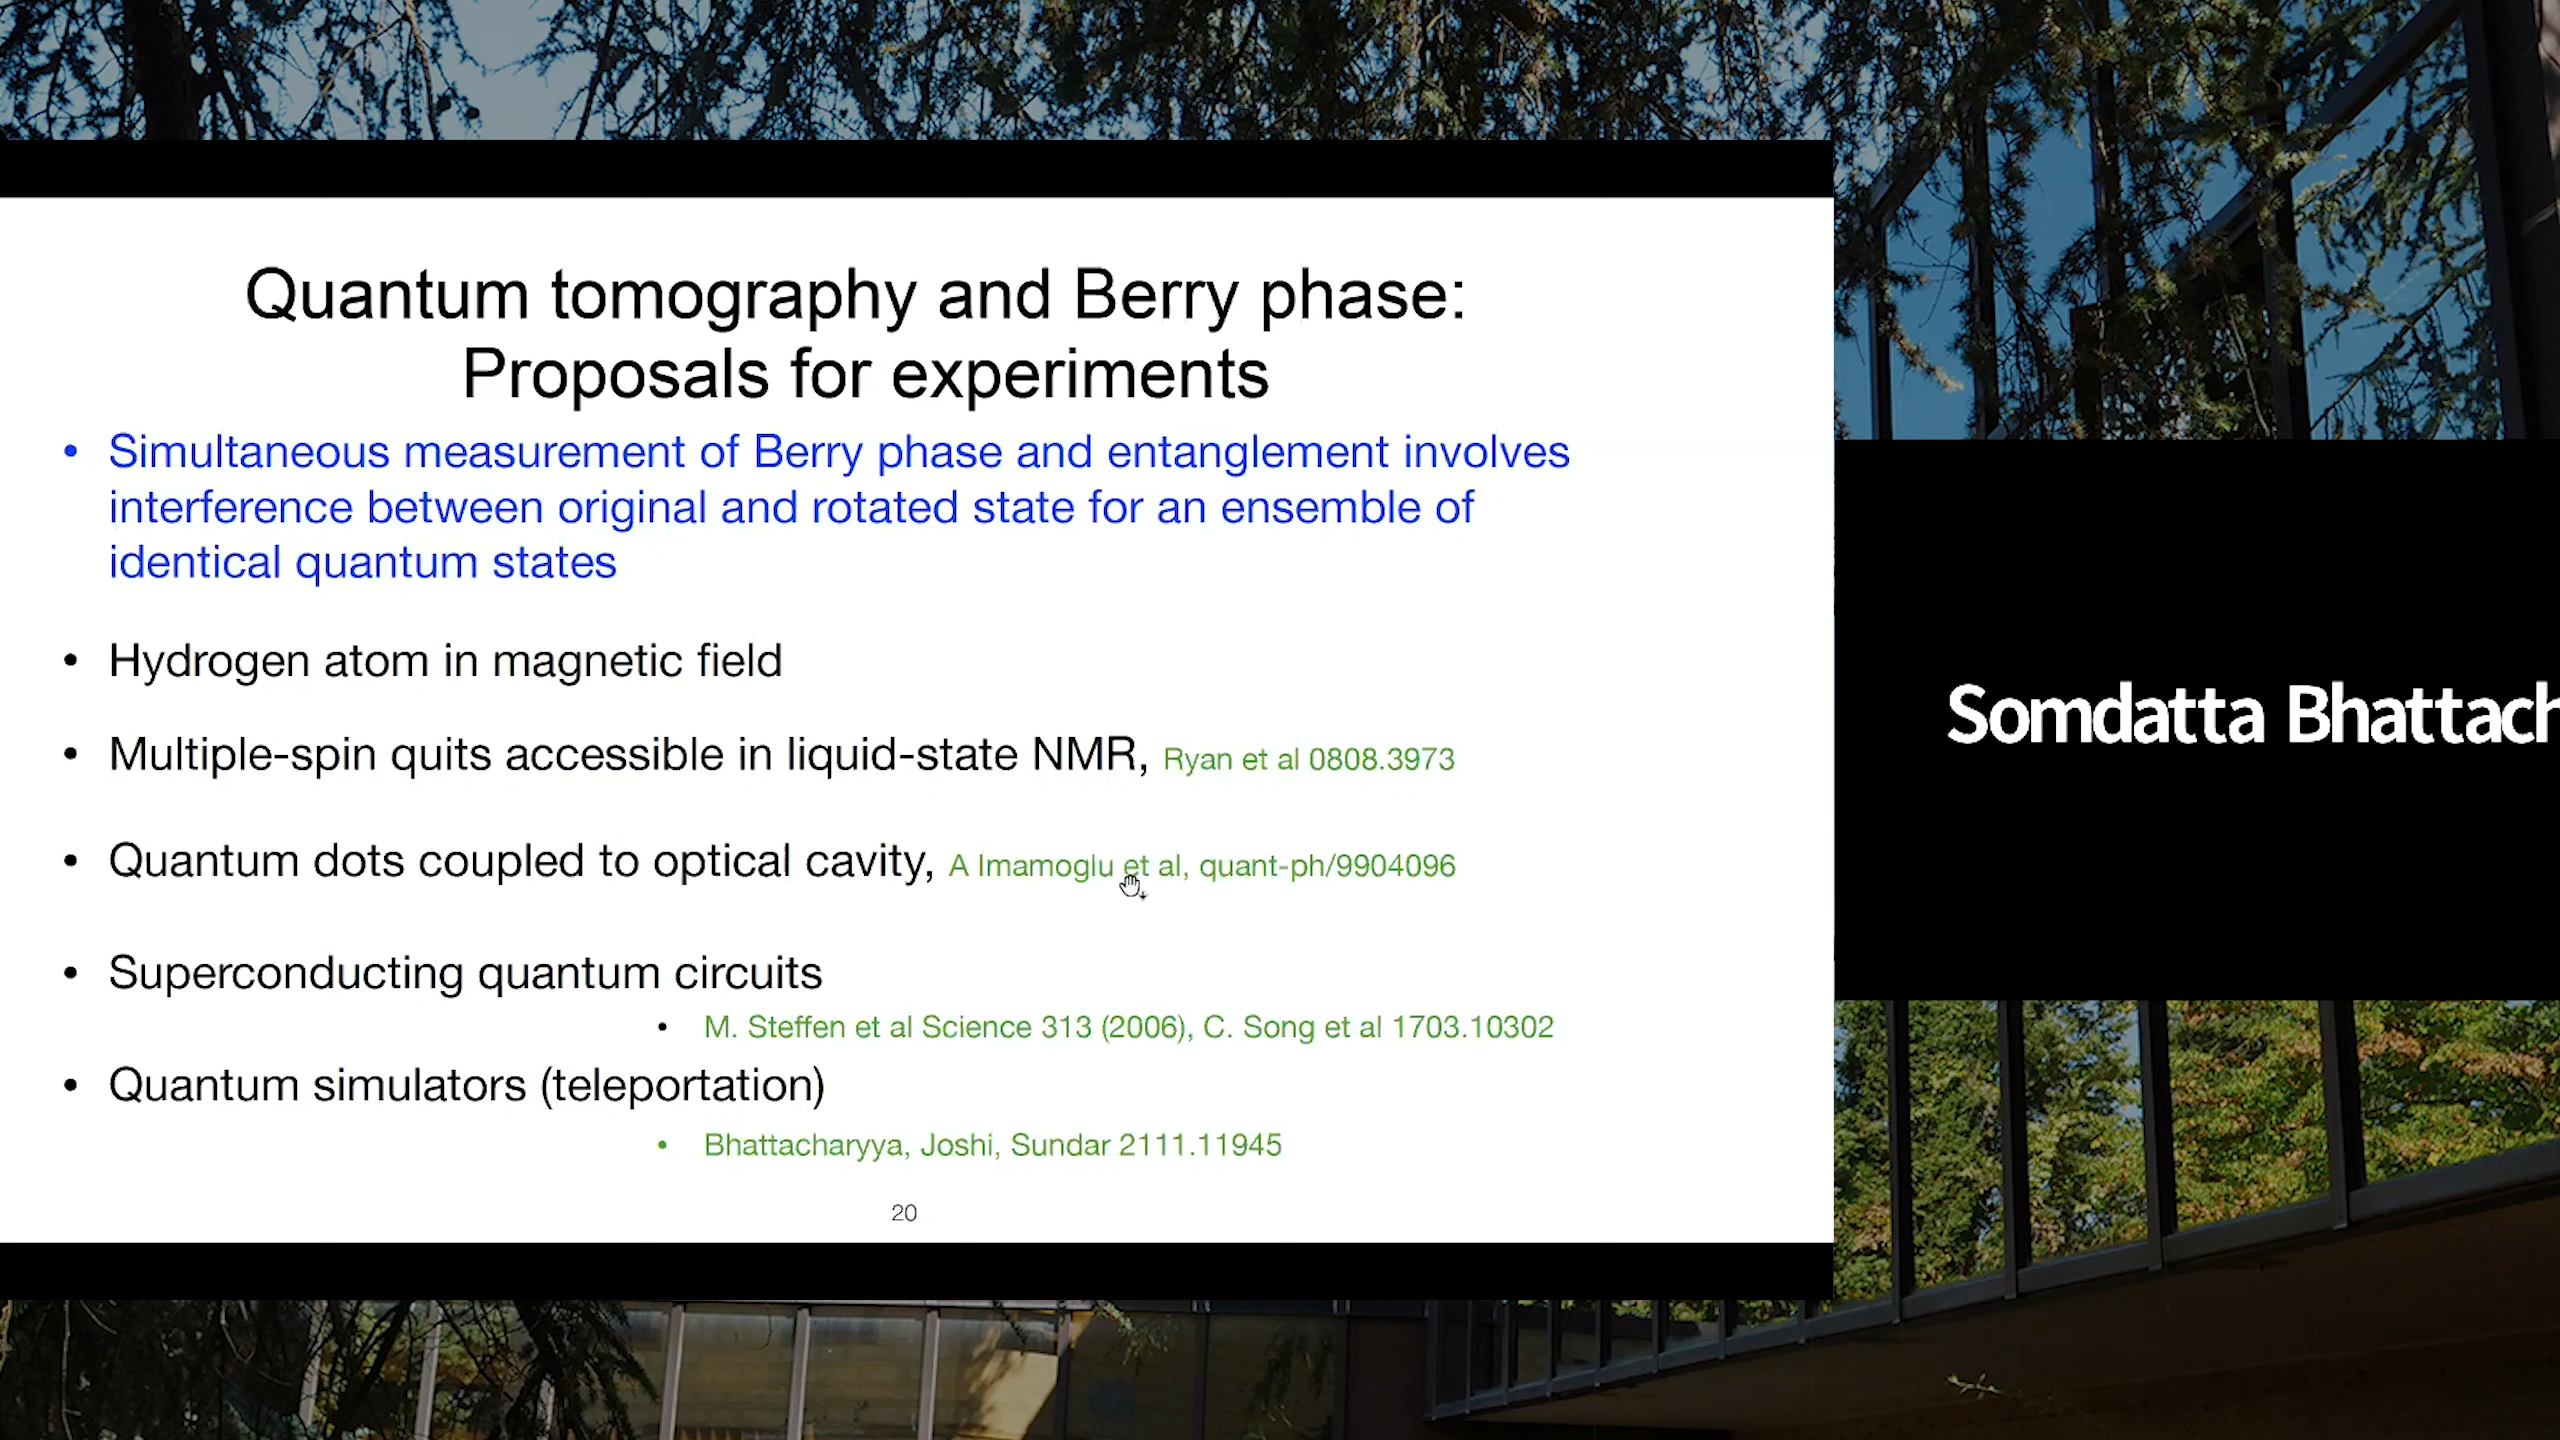 Quantum tomography and Berry phase:
Proposals for experiments
• Simultaneous measurement of Berry phase and entanglement involves
interference between original and rotated state for an ensemble of
identical quantum states
• Hydrogen atom in magnetic field
• Multiple-spin quits accessible in liquid-state NMR, Ryan et al 0808.3973
• Quantum dots coupled to optical cavity, A Imamoglu et al, quant-ph/9904096
• Superconducting quantum circuits
• M. Steffen et al Science 313 (2006), C. Song et al 1703.10302
• Quantum simulators (teleportation)
• Bhattacharyya, Joshi, Sundar 2111.11945
20
Somdatta Bhattach